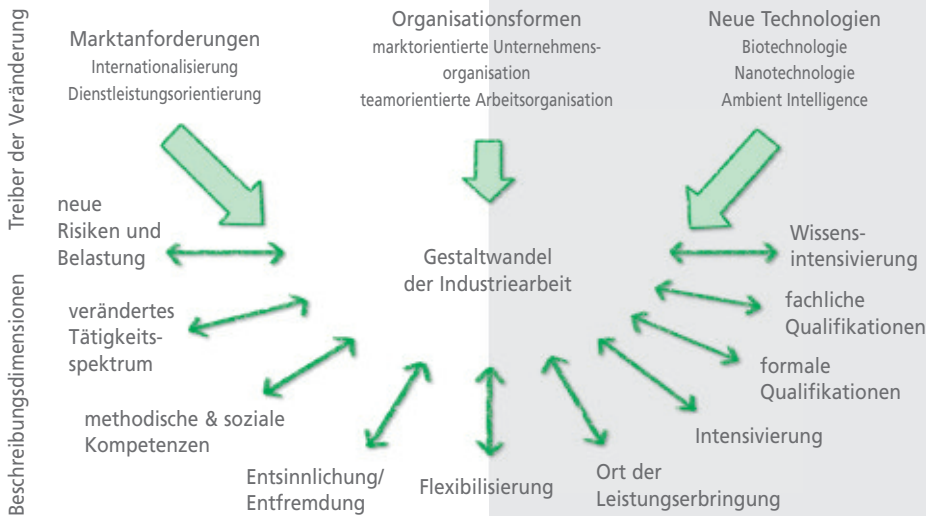 Treiber der Veränderung
Marktanforderungen
Internationalisierung
Dienstleistungsorientierung
Organisationsformen
marktorientierte Unternehmens-
organisation
teamorientierte Arbeitsorganisation
Neue Technologien
Biotechnologie
Nanotechnologie
Ambient Intelligence
Beschreibungsdimensionen
neue
Risiken und
Belastung
verändertes
Tätigkeits-
spektrum
methodische & soziale
Kompetenzen
Entsinnlichung/
Entfremdung
Flexibilisierung
Gestaltwandel
der Industriearbeit
Ort der
Leistungserbringung
Intensivierung
formale
Qualifikationen
fachliche
Qualifikationen
Wissens-
intensivierung